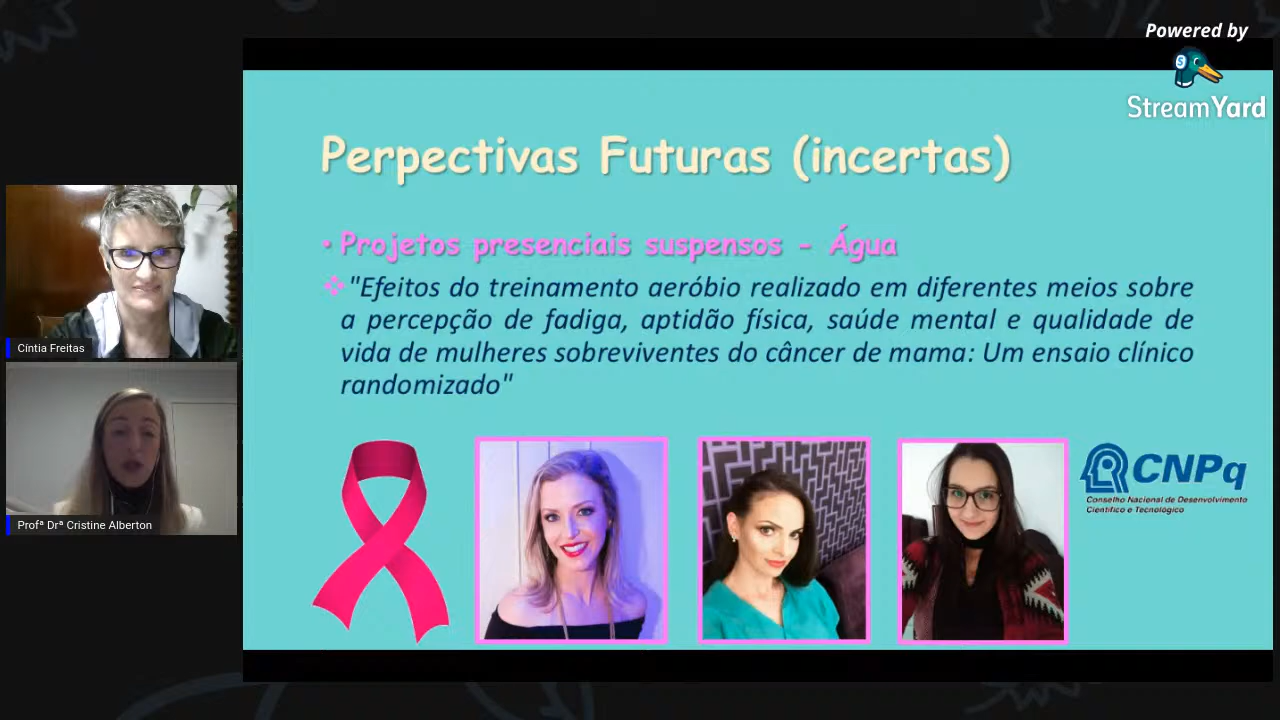 Powered by
StreamYard
Perpectivas Futuras (incertas)
• Projetos presenciais suspensos - Água
"Efeitos do treinamento aeróbio realizado em diferentes meios sobre
a percepção de fadiga, aptidão física, saúde mental e qualidade de
vida de mulheres sobreviventes do câncer de mama: Um ensaio clínico
randomizado"
Cíntia Freitas
Profª Drª Cristine Alberton
CNPq
Conselho Nacional de Desenvolvimento
Científico e Tecnológico